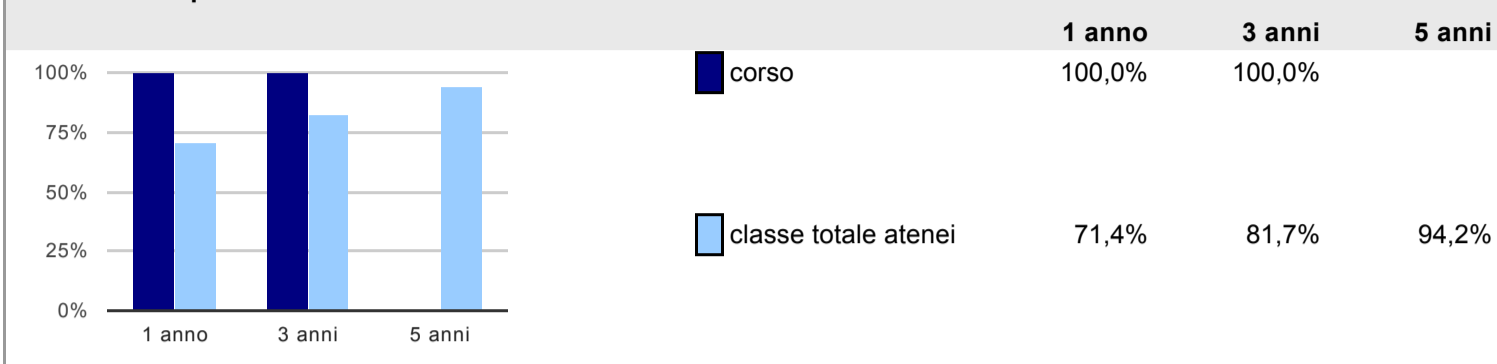 1 anno 3 anni 5 anni
100%
75%
50%
25%
0%
1 anno 3 anni 5 anni
corso 100,0% 100,0%
classe totale atenei 71,4% 81,7% 94,2%